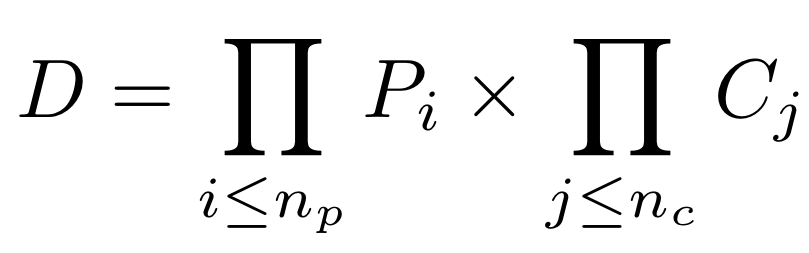 D = ∏_{i≤n_p} P_i × ∏_{j≤n_c} C_j